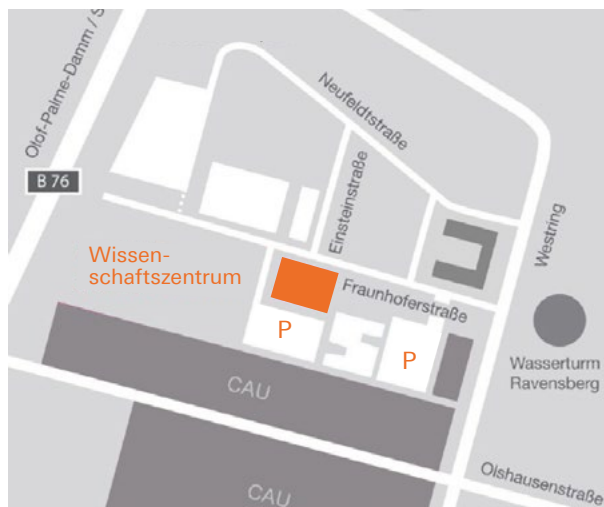 Olof-Palme-Damm / S
Neufeldtstraße
B 76
Einsteinstraße
Westring
Wissen-
schaftszentrum
Fraunhoferstraße
P
P
Wasserturm
Ravensberg
CAU
Olshausenstraße
CAU